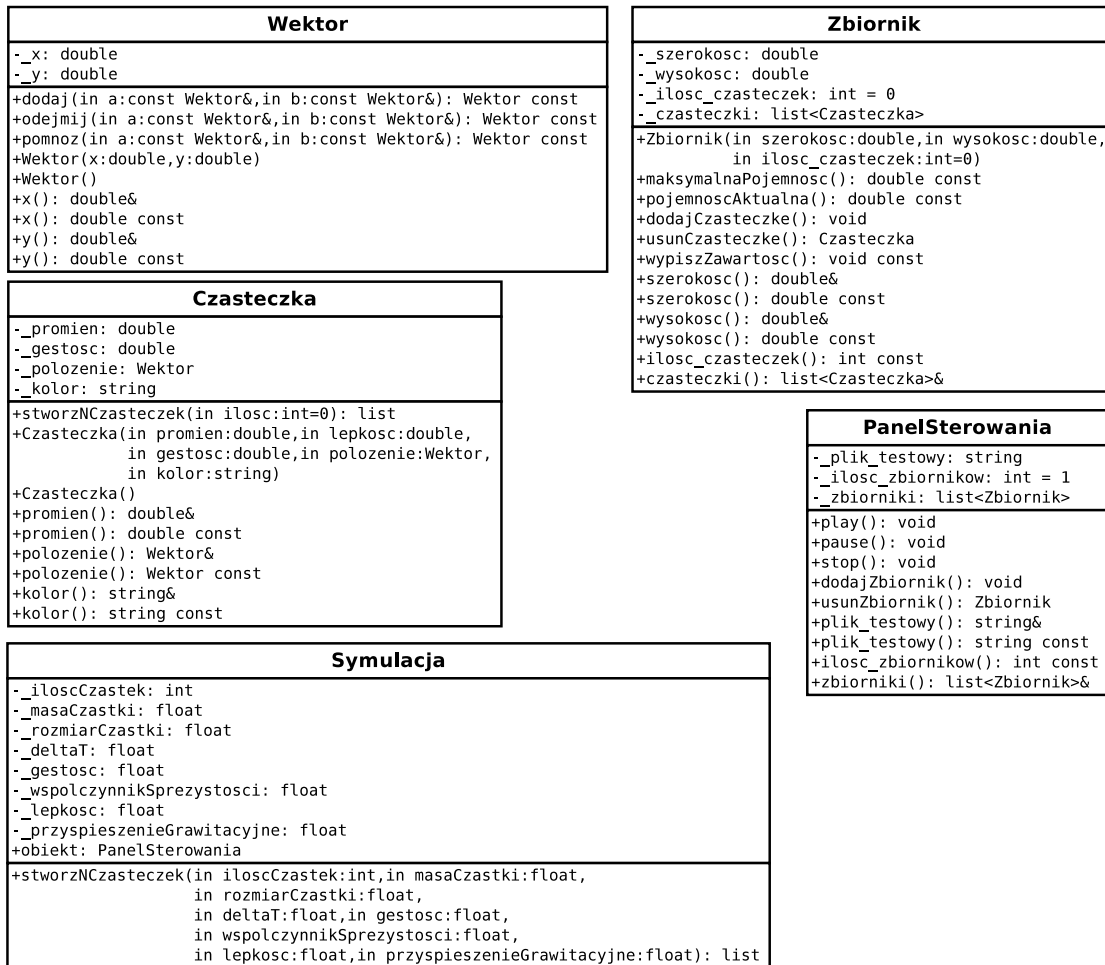 Wektor
-_x: double
-_y: double
+dodaj(in a:const Wektor&,in b:const Wektor&): Wektor const
+odejmij(in a:const Wektor&,in b:const Wektor&): Wektor const
+pomnoz(in a:const Wektor&,in b:const Wektor&): Wektor const
+Wektor(x:double,y:double)
+Wektor()
+x(): double&
+x(): double const
+y(): double&
+y(): double const
Zbiornik
-_szerokosc: double
-_wysokosc: double
-_ilosc_czasteczek: int = 0
-_czasteczki: list<Czasteczka>
+Zbiornik(in szerokosc:double,in wysokosc:double,
in ilosc_czasteczek:int=0)
+maksymalnaPojemnosc(): double const
+pojemnoscAktualna(): double const
+dodajCzasteczke(): void
+usunCzasteczke(): Czasteczka
+wypiszZawartosc(): void const
+szerokosc(): double&
+szerokosc(): double const
+wysokosc(): double&
+wysokosc(): double const
+ilosc_czasteczek(): int const
+czasteczki(): list<Czasteczka>&
Czasteczka
-_promien: double
-_gestosc: double
-_polozenie: Wektor
-_kolor: string
+stworzNCzasteczek(in ilosc:int=0): list
+Czasteczka(in promien:double,in lepkosc:double,
in gestosc:double,in polozenie:Wektor,
in kolor:string)
+Czasteczka()
+promien(): double&
+promien(): double const
+polozenie(): Wektor&
+polozenie(): Wektor const
+kolor(): string&
+kolor(): string const
PanelSterowania
-_plik_testowy: string
-_ilosc_zbiornikow: int = 1
-_zbiorniki: list<Zbiornik>
+play(): void
+pause(): void
+stop(): void
+dodajZbiornik(): void
+usunZbiornik(): Zbiornik
+plik_testowy(): string&
+plik_testowy(): string const
+ilosc_zbiornikow(): int const
+zbiorniki(): list<Zbiornik>&
Symulacja
-_iloscCzastek: int
-_masaCzastki: float
-_rozmiarCzastki: float
-_deltaT: float
-_gestosc: float
-_wspolczynnikSprezystosci: float
-_lepkosc: float
-_przyspieszenieGrawitacyjne: float
+obiekt: PanelSterowania
+stworzNCzasteczek(in iloscCzastek:int,in masaCzastki:float,
in rozmiarCzastki:float,
in deltaT:float,in gestosc:float,
in wspolczynnikSprezystosci:float,
in lepkosc:float,in przyspieszenieGrawitacyjne:float): list